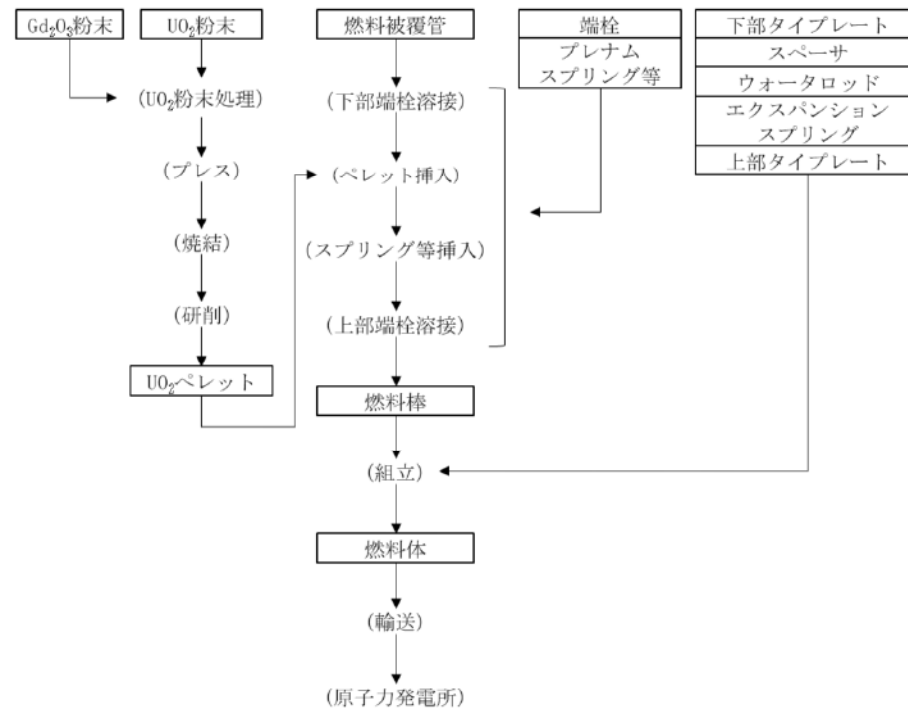 Gd₂O₃粉末
UO₂粉末
(UO₂粉末処理)
(プレス)
(焼結)
(研削)
UO₂ペレット
燃料被覆管
(下部端栓溶接)
(ペレット挿入)
(スプリング等挿入)
(上部端栓溶接)
燃料棒
(組立)
燃料体
(輸送)
(原子力発電所)
端栓
プレナム
スプリング等
下部タイプレート
スペーサ
ウォータロッド
エクスパンション
スプリング
上部タイプレート